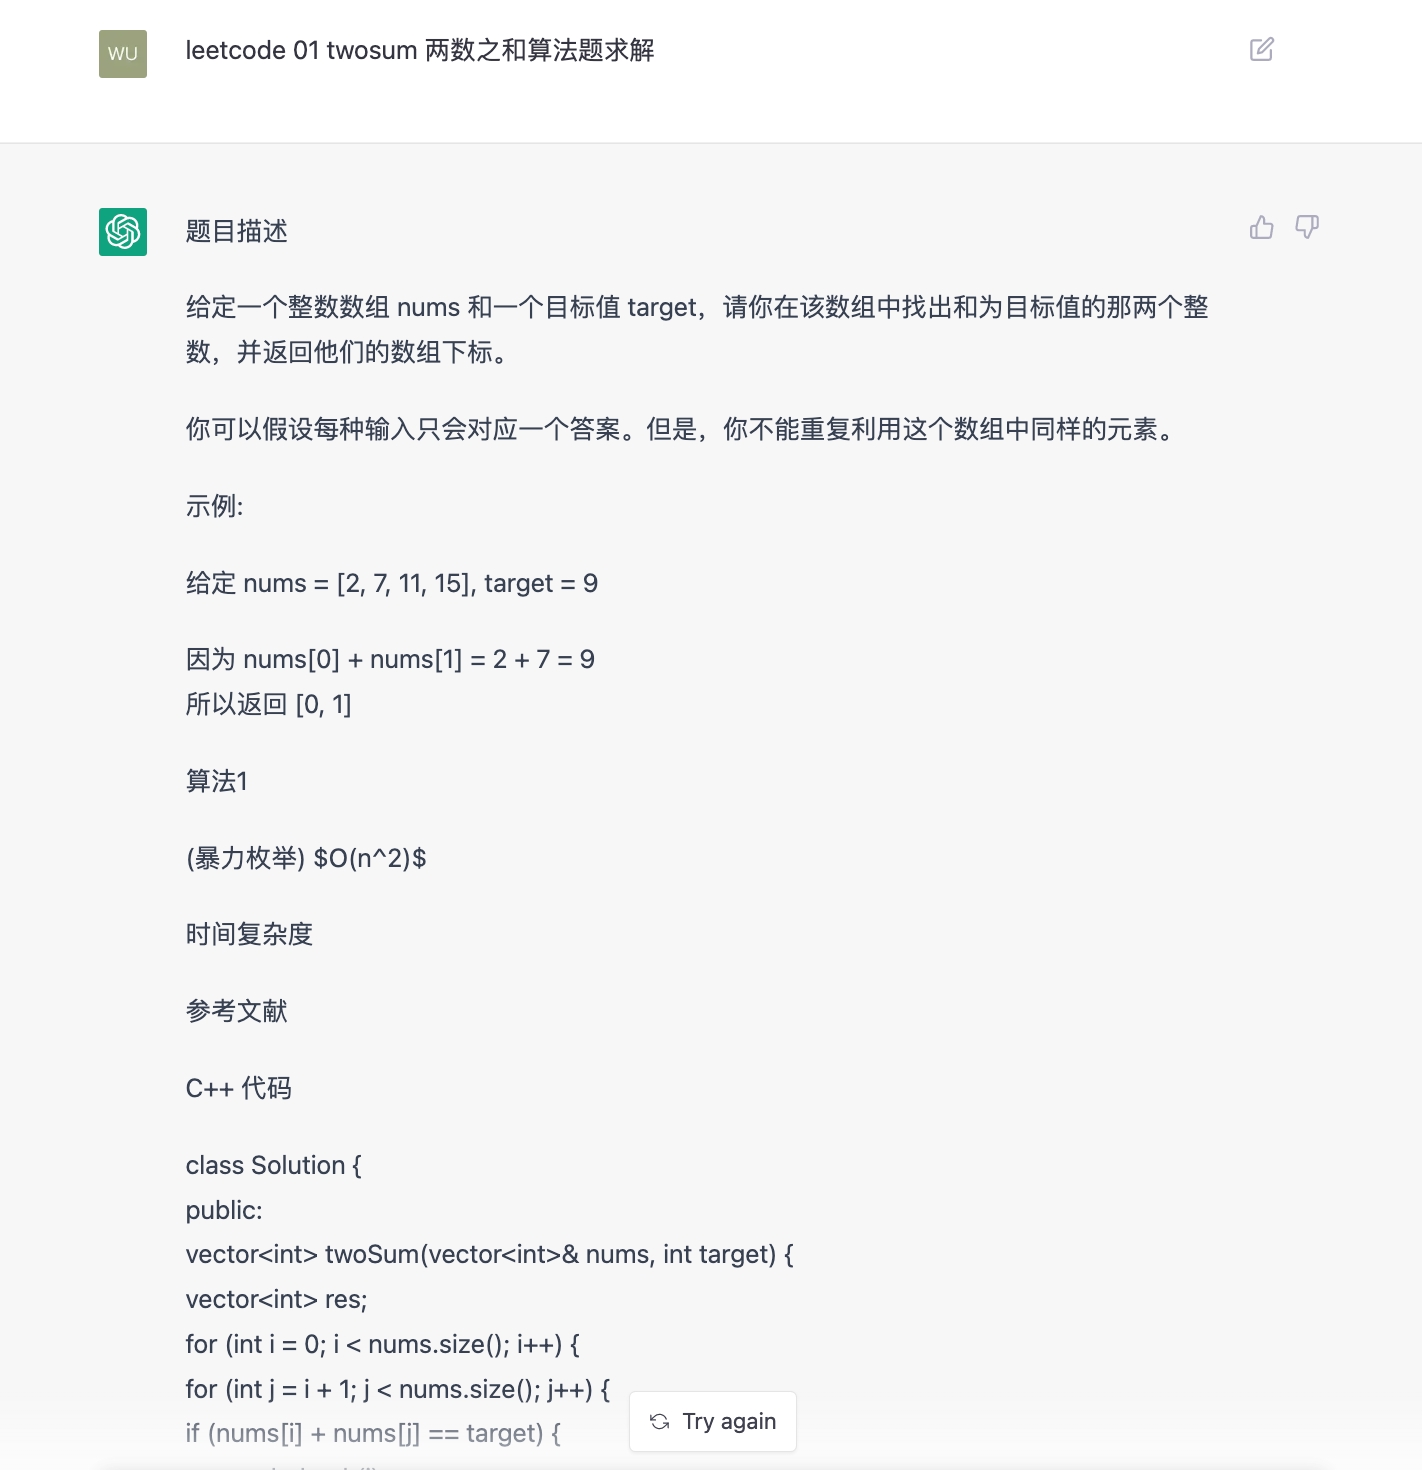 WU
leetcode 01 twosum 两数之和算法题求解
题目描述
给定一个整数数组 nums 和一个目标值 target，请你在该数组中找出和为目标值的那两个整
数，并返回他们的数组下标。
你可以假设每种输入只会对应一个答案。但是，你不能重复利用这个数组中同样的元素。
示例:
给定 nums = [2, 7, 11, 15], target = 9
因为 nums[0] + nums[1] = 2 + 7 = 9
所以返回 [0, 1]
算法1
(暴力枚举) $O(n^2)$
时间复杂度
参考文献
C++ 代码
class Solution {
public:
vector<int> twoSum(vector<int>& nums, int target) {
vector<int> res;
for (int i = 0; i < nums.size(); i++) {
for (int j = i + 1; j < nums.size(); j++) {
if (nums[i] + nums[j] == target) {
Try again